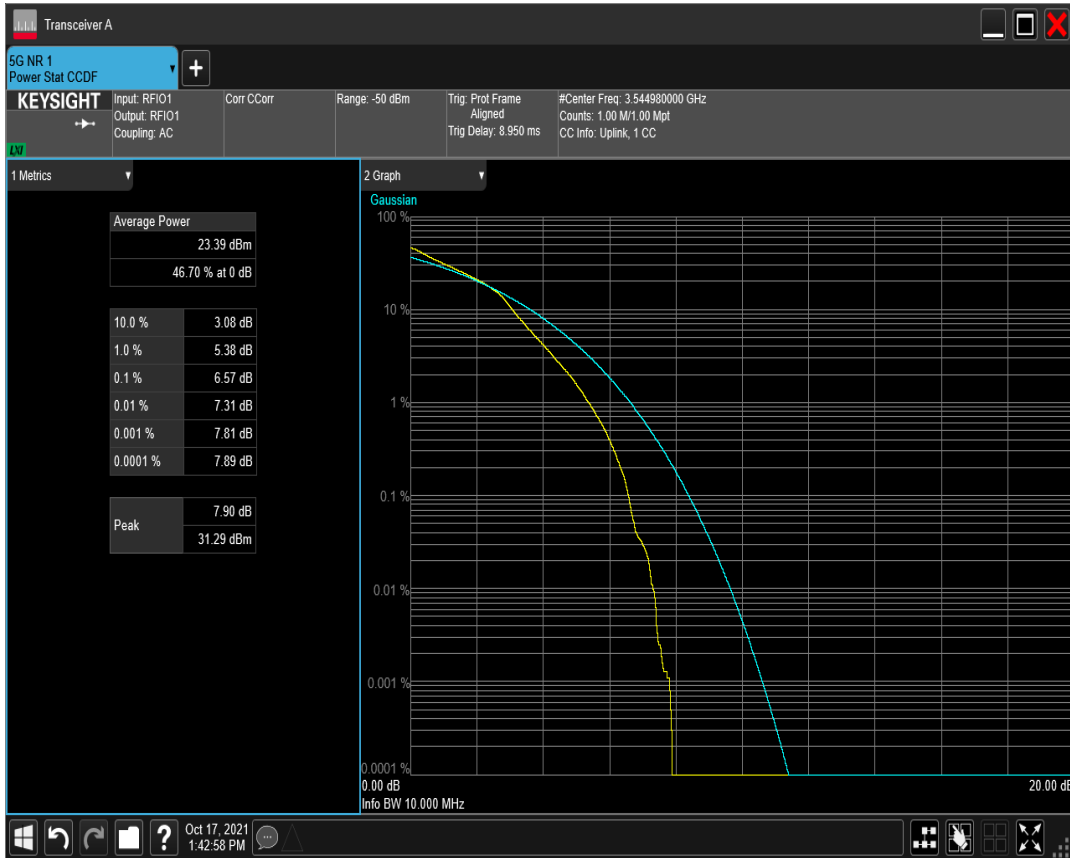 Transceiver A
5G NR 1
Power Stat CCDF
KEYSIGHT
LXI
Input: RFIO1
Output: RFIO1
Coupling: AC
Corr CCorr
Range: -50 dBm
Trig: Prot Frame
Aligned
Trig Delay: 8.950 ms
#Center Freq: 3.544980000 GHz
Counts: 1.00 M/1.00 Mpt
CC Info: Uplink, 1 CC
1 Metrics
Average Power
23.39 dBm
46.70 % at 0 dB
10.0 % 3.08 dB
1.0 % 5.38 dB
0.1 % 6.57 dB
0.01 % 7.31 dB
0.001 % 7.81 dB
0.0001 % 7.89 dB
Peak
7.90 dB
31.29 dBm
2 Graph
Gaussian
100 %
10 %
1 %
0.1 %
0.01 %
0.001 %
0.0001 %
0.00 dB 20.00 dB
Info BW 10.000 MHz
Oct 17, 2021
1:42:58 PM